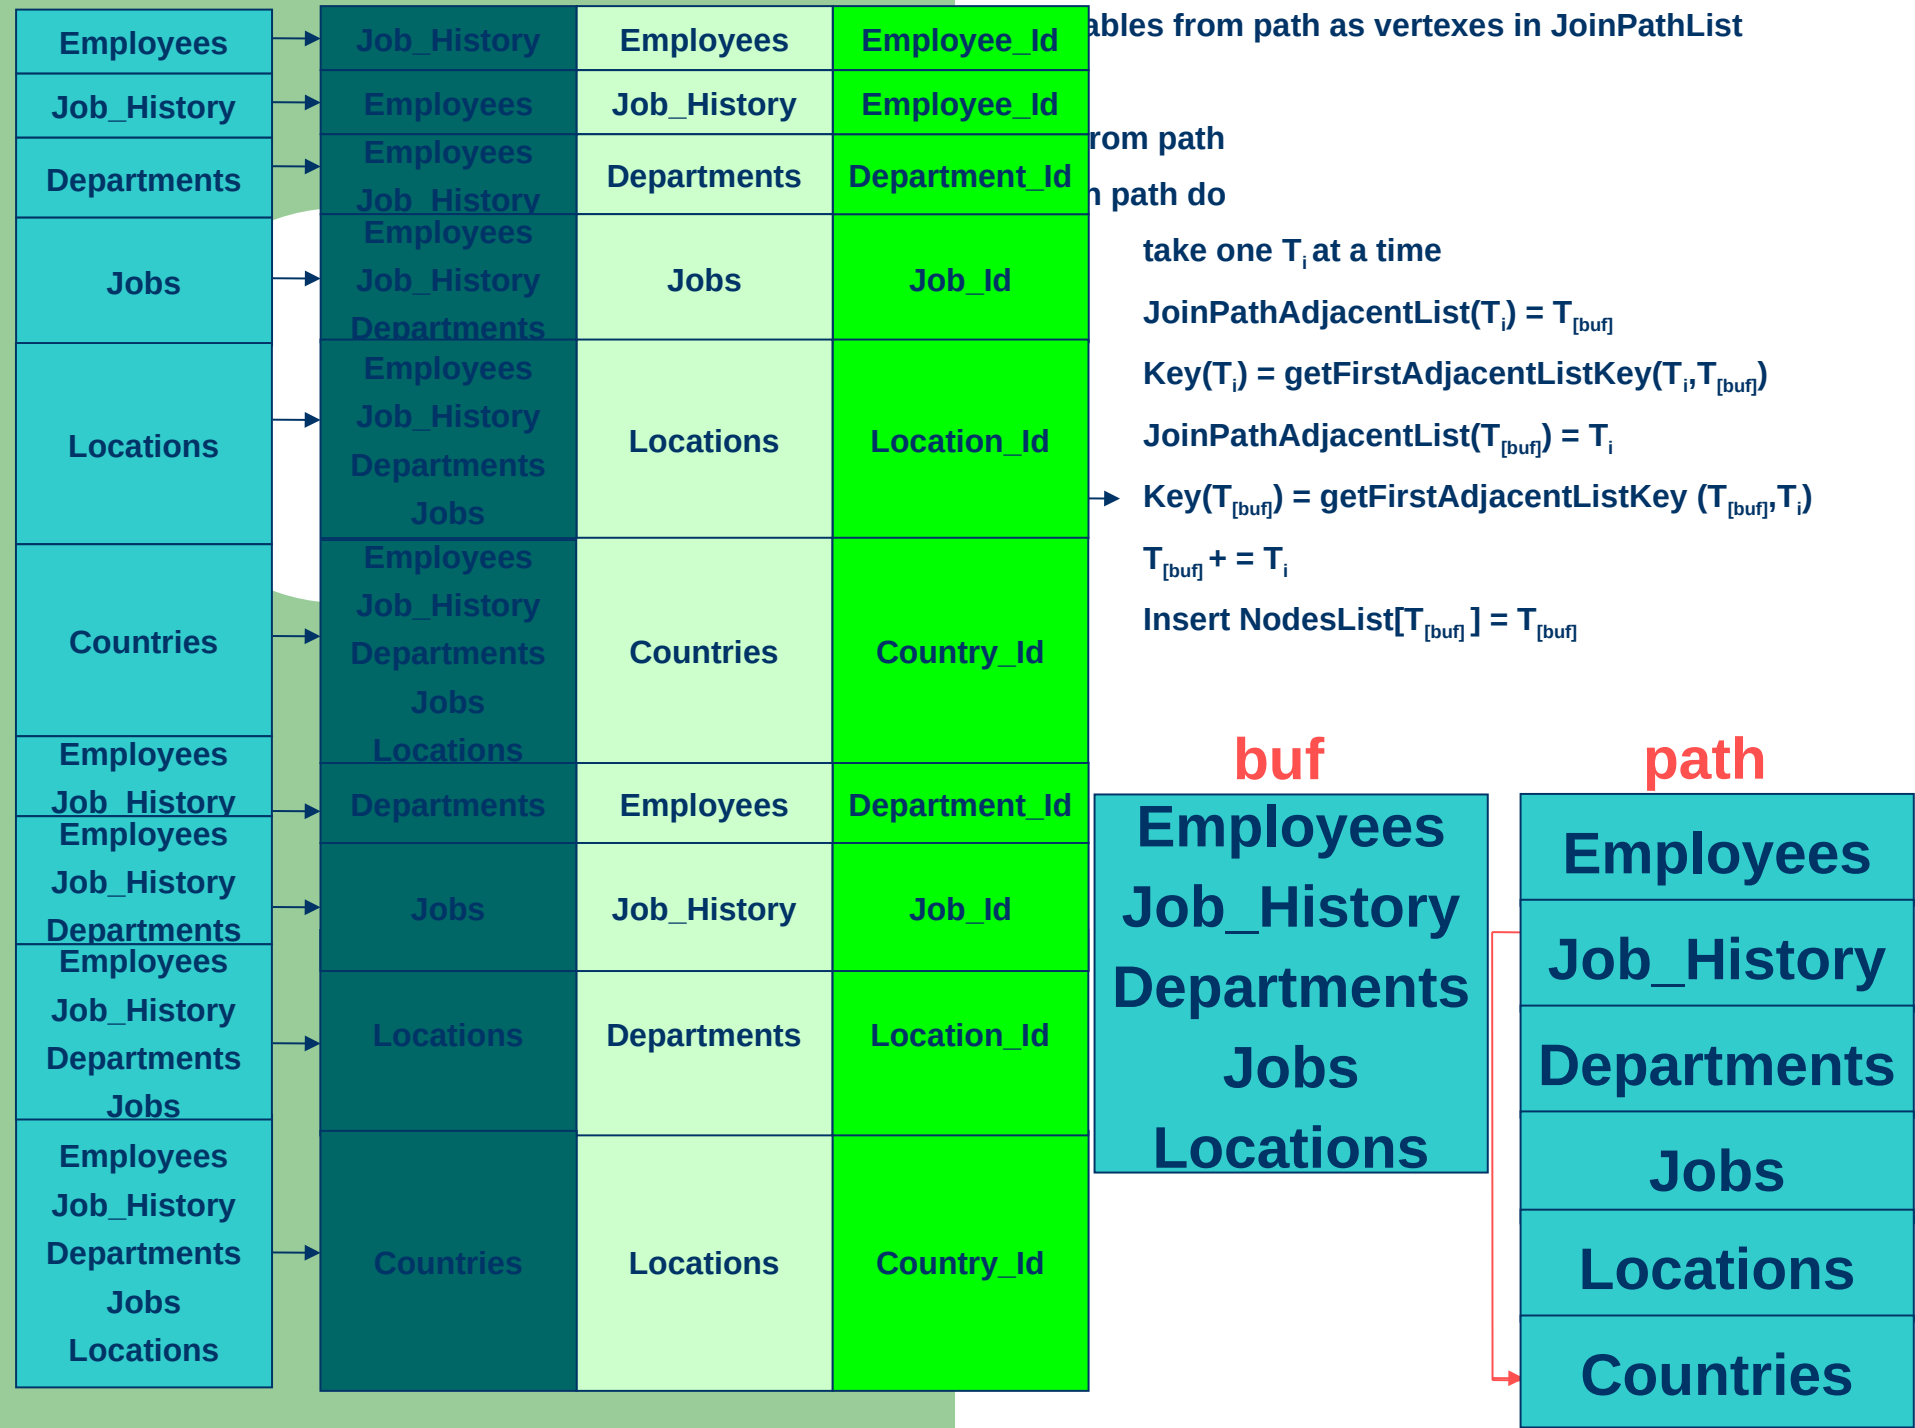 Employees
Job_History
Employees
Employee_Id
Job_History
Employees
Job_History
Employee_Id
Departments
Employees
Job_History
Departments
Department_Id
Jobs
Employees
Job_History
Departments
Jobs
Job_Id
Locations
Employees
Job_History
Departments
Jobs
Locations
Location_Id
Countries
Employees
Job_History
Departments
Jobs
Locations
Countries
Country_Id
Employees
Job_History
Departments
Employees
Department_Id
Employees
Job_History
Departments
Jobs
Job_History
Job_Id
Employees
Job_History
Departments
Jobs
Locations
Departments
Location_Id
Employees
Job_History
Departments
Jobs
Locations
Countries
Locations
Country_Id
ables from path as vertexes in JoinPathList
rom path
path do
take one Ti at a time
JoinPathAdjacentList(Ti) = T[buf]
Key(Ti) = getFirstAdjacentListKey(Ti,T[buf])
JoinPathAdjacentList(T[buf]) = Ti
Key(T[buf]) = getFirstAdjacentListKey (T[buf],Ti)
T[buf] + = Ti
Insert NodesList[T[buf] ] = T[buf]
buf
Employees
Job_History
Departments
Jobs
Locations
path
Employees
Job_History
Departments
Jobs
Locations
Countries